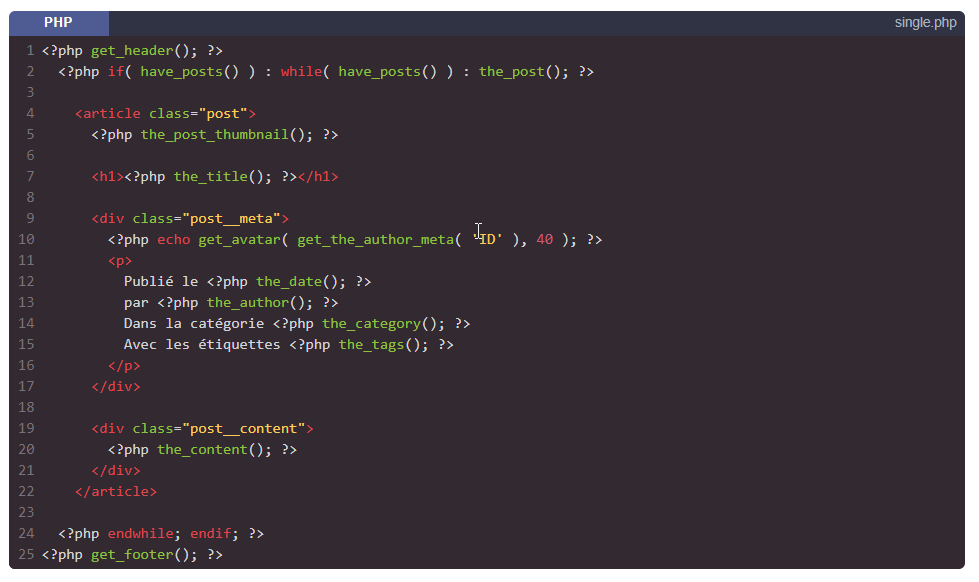 PHP
single.php
1 <?php get_header(); ?>
2   <?php if( have_posts() ) : while( have_posts() ) : the_post(); ?>
3
4     <article class="post">
5       <?php the_post_thumbnail(); ?>
6
7       <h1><?php the_title(); ?></h1>
8
9       <div class="post__meta">
10         <?php echo get_avatar( get_the_author_meta( 'ID' ), 40 ); ?>
11         <p>
12           Publié le <?php the_date(); ?>
13           par <?php the_author(); ?>
14           Dans la catégorie <?php the_category(); ?>
15           Avec les étiquettes <?php the_tags(); ?>
16         </p>
17       </div>
18
19       <div class="post__content">
20         <?php the_content(); ?>
21       </div>
22     </article>
23
24   <?php endwhile; endif; ?>
25 <?php get_footer(); ?>